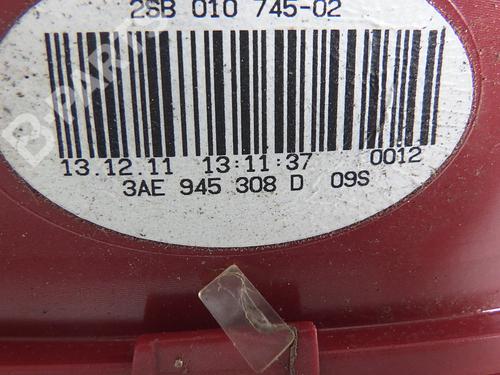 2SB 010 745-02
13.12.11 13:11:37 0012
3AE 945 308 D 09S